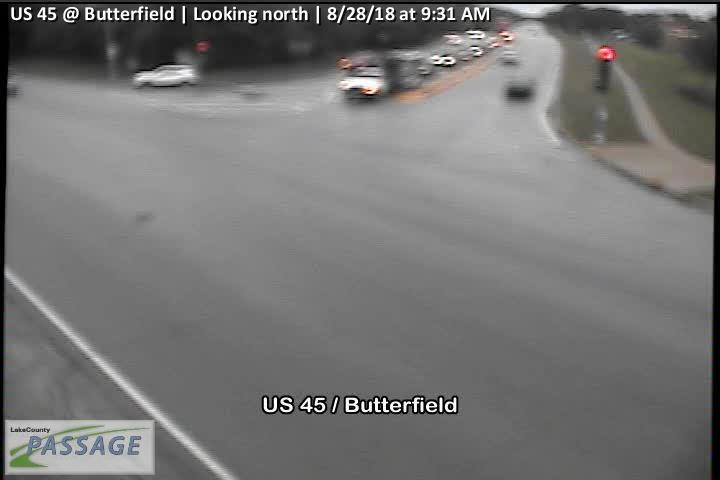 US 45 @ Butterfield | Looking north | 8/28/18 at 9:31 AM
US 45 / Butterfield
LakeCounty
PASSAGE